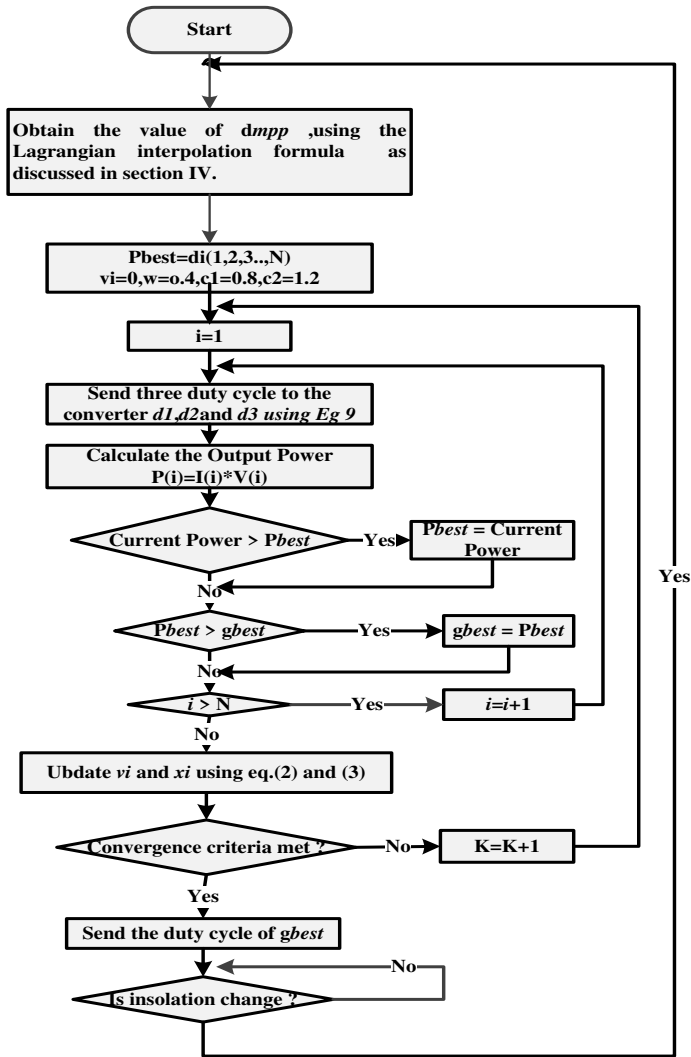 Start
Obtain the value of dmpp ,using the
Lagrangian interpolation formula as
discussed in section IV.
Pbest=di(1,2,3..,N)
vi=0,w=o.4,c1=0.8,c2=1.2
i=1
Send three duty cycle to the
converter d1,d2and d3 using Eg 9
Calculate the Output Power
P(i)=I(i)*V(i)
Current Power > Pbest
Yes
Pbest = Current
Power
No
Yes
Pbest > gbest
Yes
gbest = Pbest
No
i > N
Yes
i=i+1
No
Ubdate vi and xi using eq.(2) and (3)
Convergence criteria met ?
No
K=K+1
Yes
Send the duty cycle of gbest
No
Is insolation change ?